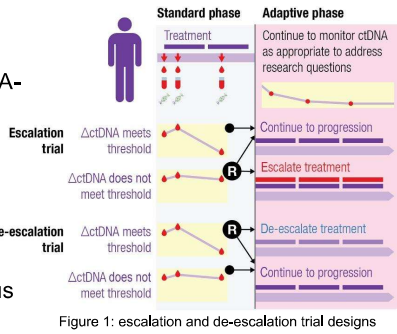 Standard phase
Adaptive phase
Treatment
Continue to monitor ctDNA
as appropriate to address
research questions
A-
Escalation
trial
ΔctDNA meets
threshold
R
Continue to progression
ΔctDNA does not
meet threshold
Escalate treatment
e-escalation
trial
ΔctDNA meets
threshold
R
De-escalate treatment
ΔctDNA does not
meet threshold
Continue to progression
us
Figure 1: escalation and de-escalation trial designs